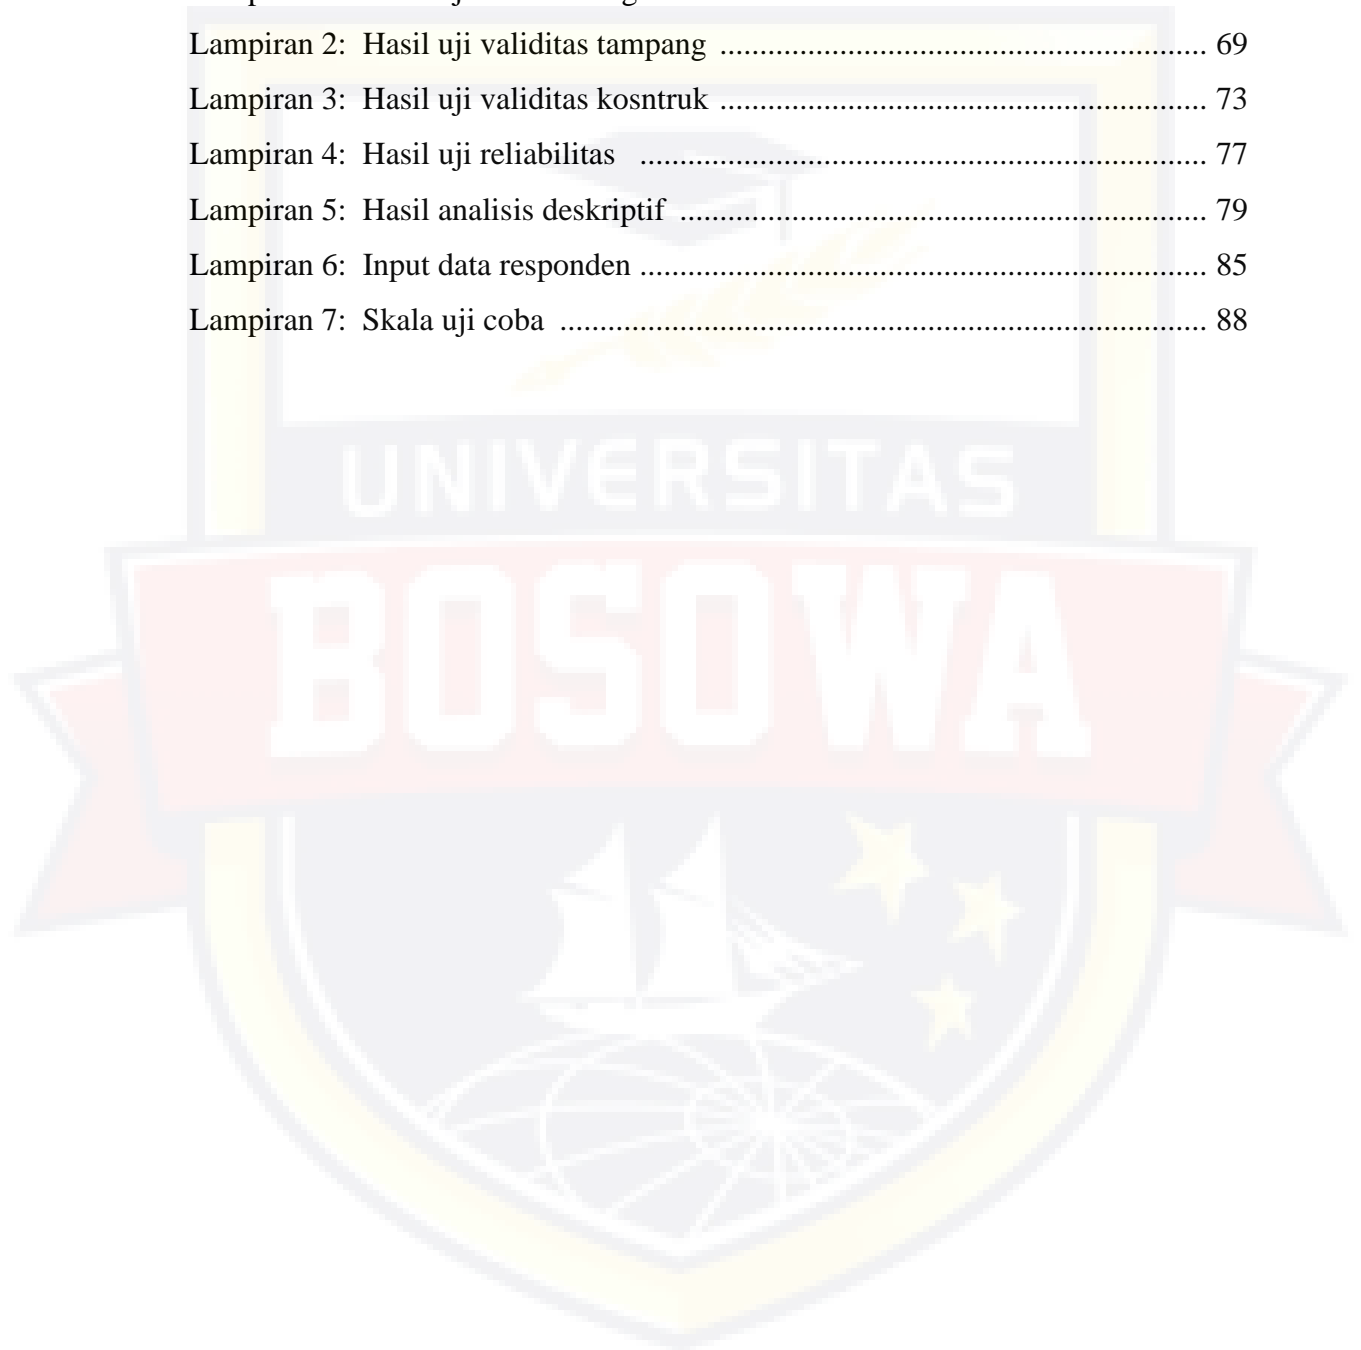 Lampiran 2: Hasil uji validitas tampang ............................................................. 69
Lampiran 3: Hasil uji validitas kosntruk ............................................................. 73
Lampiran 4: Hasil uji reliabilitas ....................................................................... 77
Lampiran 5: Hasil analisis deskriptif .................................................................. 79
Lampiran 6: Input data responden ....................................................................... 85
Lampiran 7: Skala uji coba ................................................................................. 88
UNIVERSITAS
BOSOWA